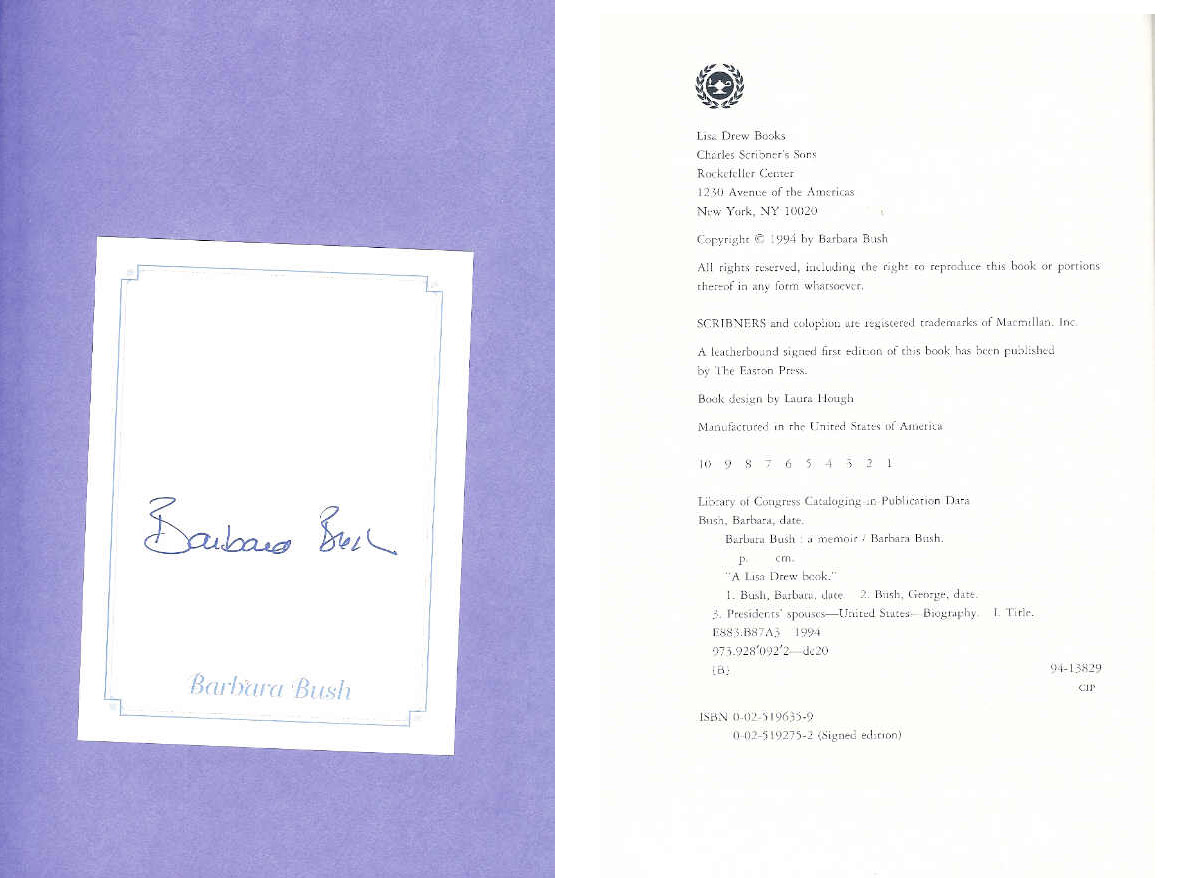 Barbara Bush
Barbara Bush
Lisa Drew Books
Charles Scribner's Sons
Rockefeller Center
1230 Avenue of the Americas
New York, NY 10020
Copyright © 1994 by Barbara Bush
All rights reserved, including the right to reproduce this book or portions
thereof in any form whatsoever.
SCRIBNERS and colophon are registered trademarks of Macmillan, Inc.
A leatherbound signed first edition of this book has been published
by The Easton Press.
Book design by Laura Hough
Manufactured in the United States of America
10 9 8 7 6 5 4 3 2 1
Library of Congress Cataloging-in-Publication Data
Bush, Barbara, date.
Barbara Bush : a memoir / Barbara Bush.
p. cm.
"A Lisa Drew book."
1. Bush, Barbara, date 2. Bush, George, date.
3. Presidents' spouses—United States—Biography. I. Title.
E883.B87A3 1994
973.928'092'2—dc20
[B] 94-13829
CIP
ISBN 0-02-519635-9
0-02-519275-2 (Signed edition)